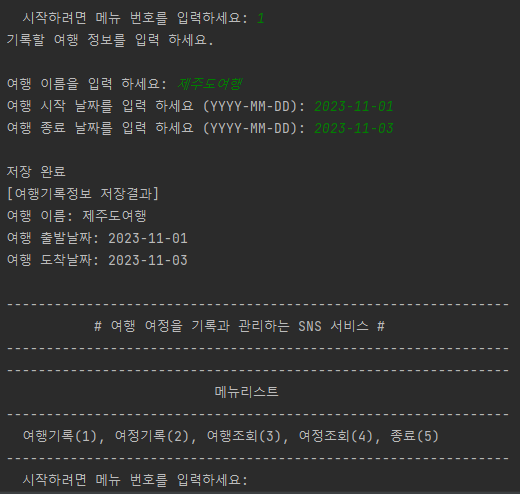 시작하려면 메뉴 번호를 입력하세요: 1
기록할 여행 정보를 입력 하세요.
여행 이름을 입력 하세요: 제주도여행
여행 시작 날짜를 입력 하세요 (YYYY-MM-DD): 2023-11-01
여행 종료 날짜를 입력 하세요 (YYYY-MM-DD): 2023-11-03
저장 완료
[여행기록정보 저장결과]
여행 이름: 제주도여행
여행 출발날짜: 2023-11-01
여행 도착날짜: 2023-11-03
---------------------------------------------------------------
# 여행 여정을 기록과 관리하는 SNS 서비스 #
---------------------------------------------------------------
---------------------------------------------------------------
메뉴리스트
---------------------------------------------------------------
여행기록(1), 여정기록(2), 여행조회(3), 여정조회(4), 종료(5)
---------------------------------------------------------------
시작하려면 메뉴 번호를 입력하세요: